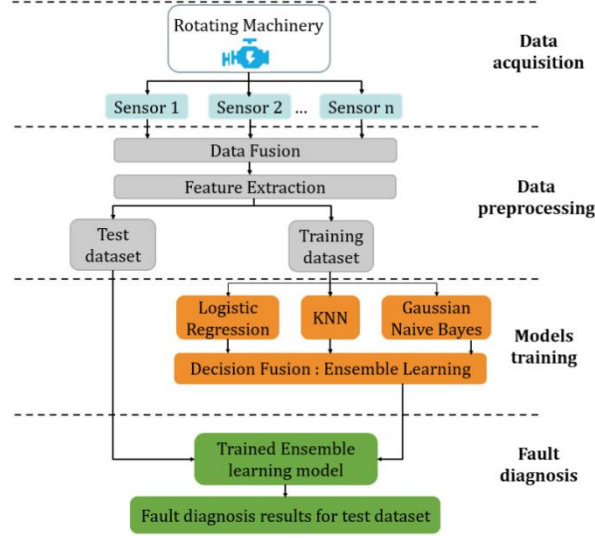 Rotating Machinery
Data
acquisition
Sensor 1
Sensor 2
...
Sensor n
Data Fusion
Feature Extraction
Data
preprocessing
Test
dataset
Training
dataset
Logistic
Regression
KNN
Gaussian
Naive Bayes
Models
training
Decision Fusion : Ensemble Learning
Trained Ensemble
learning model
Fault
diagnosis
Fault diagnosis results for test dataset